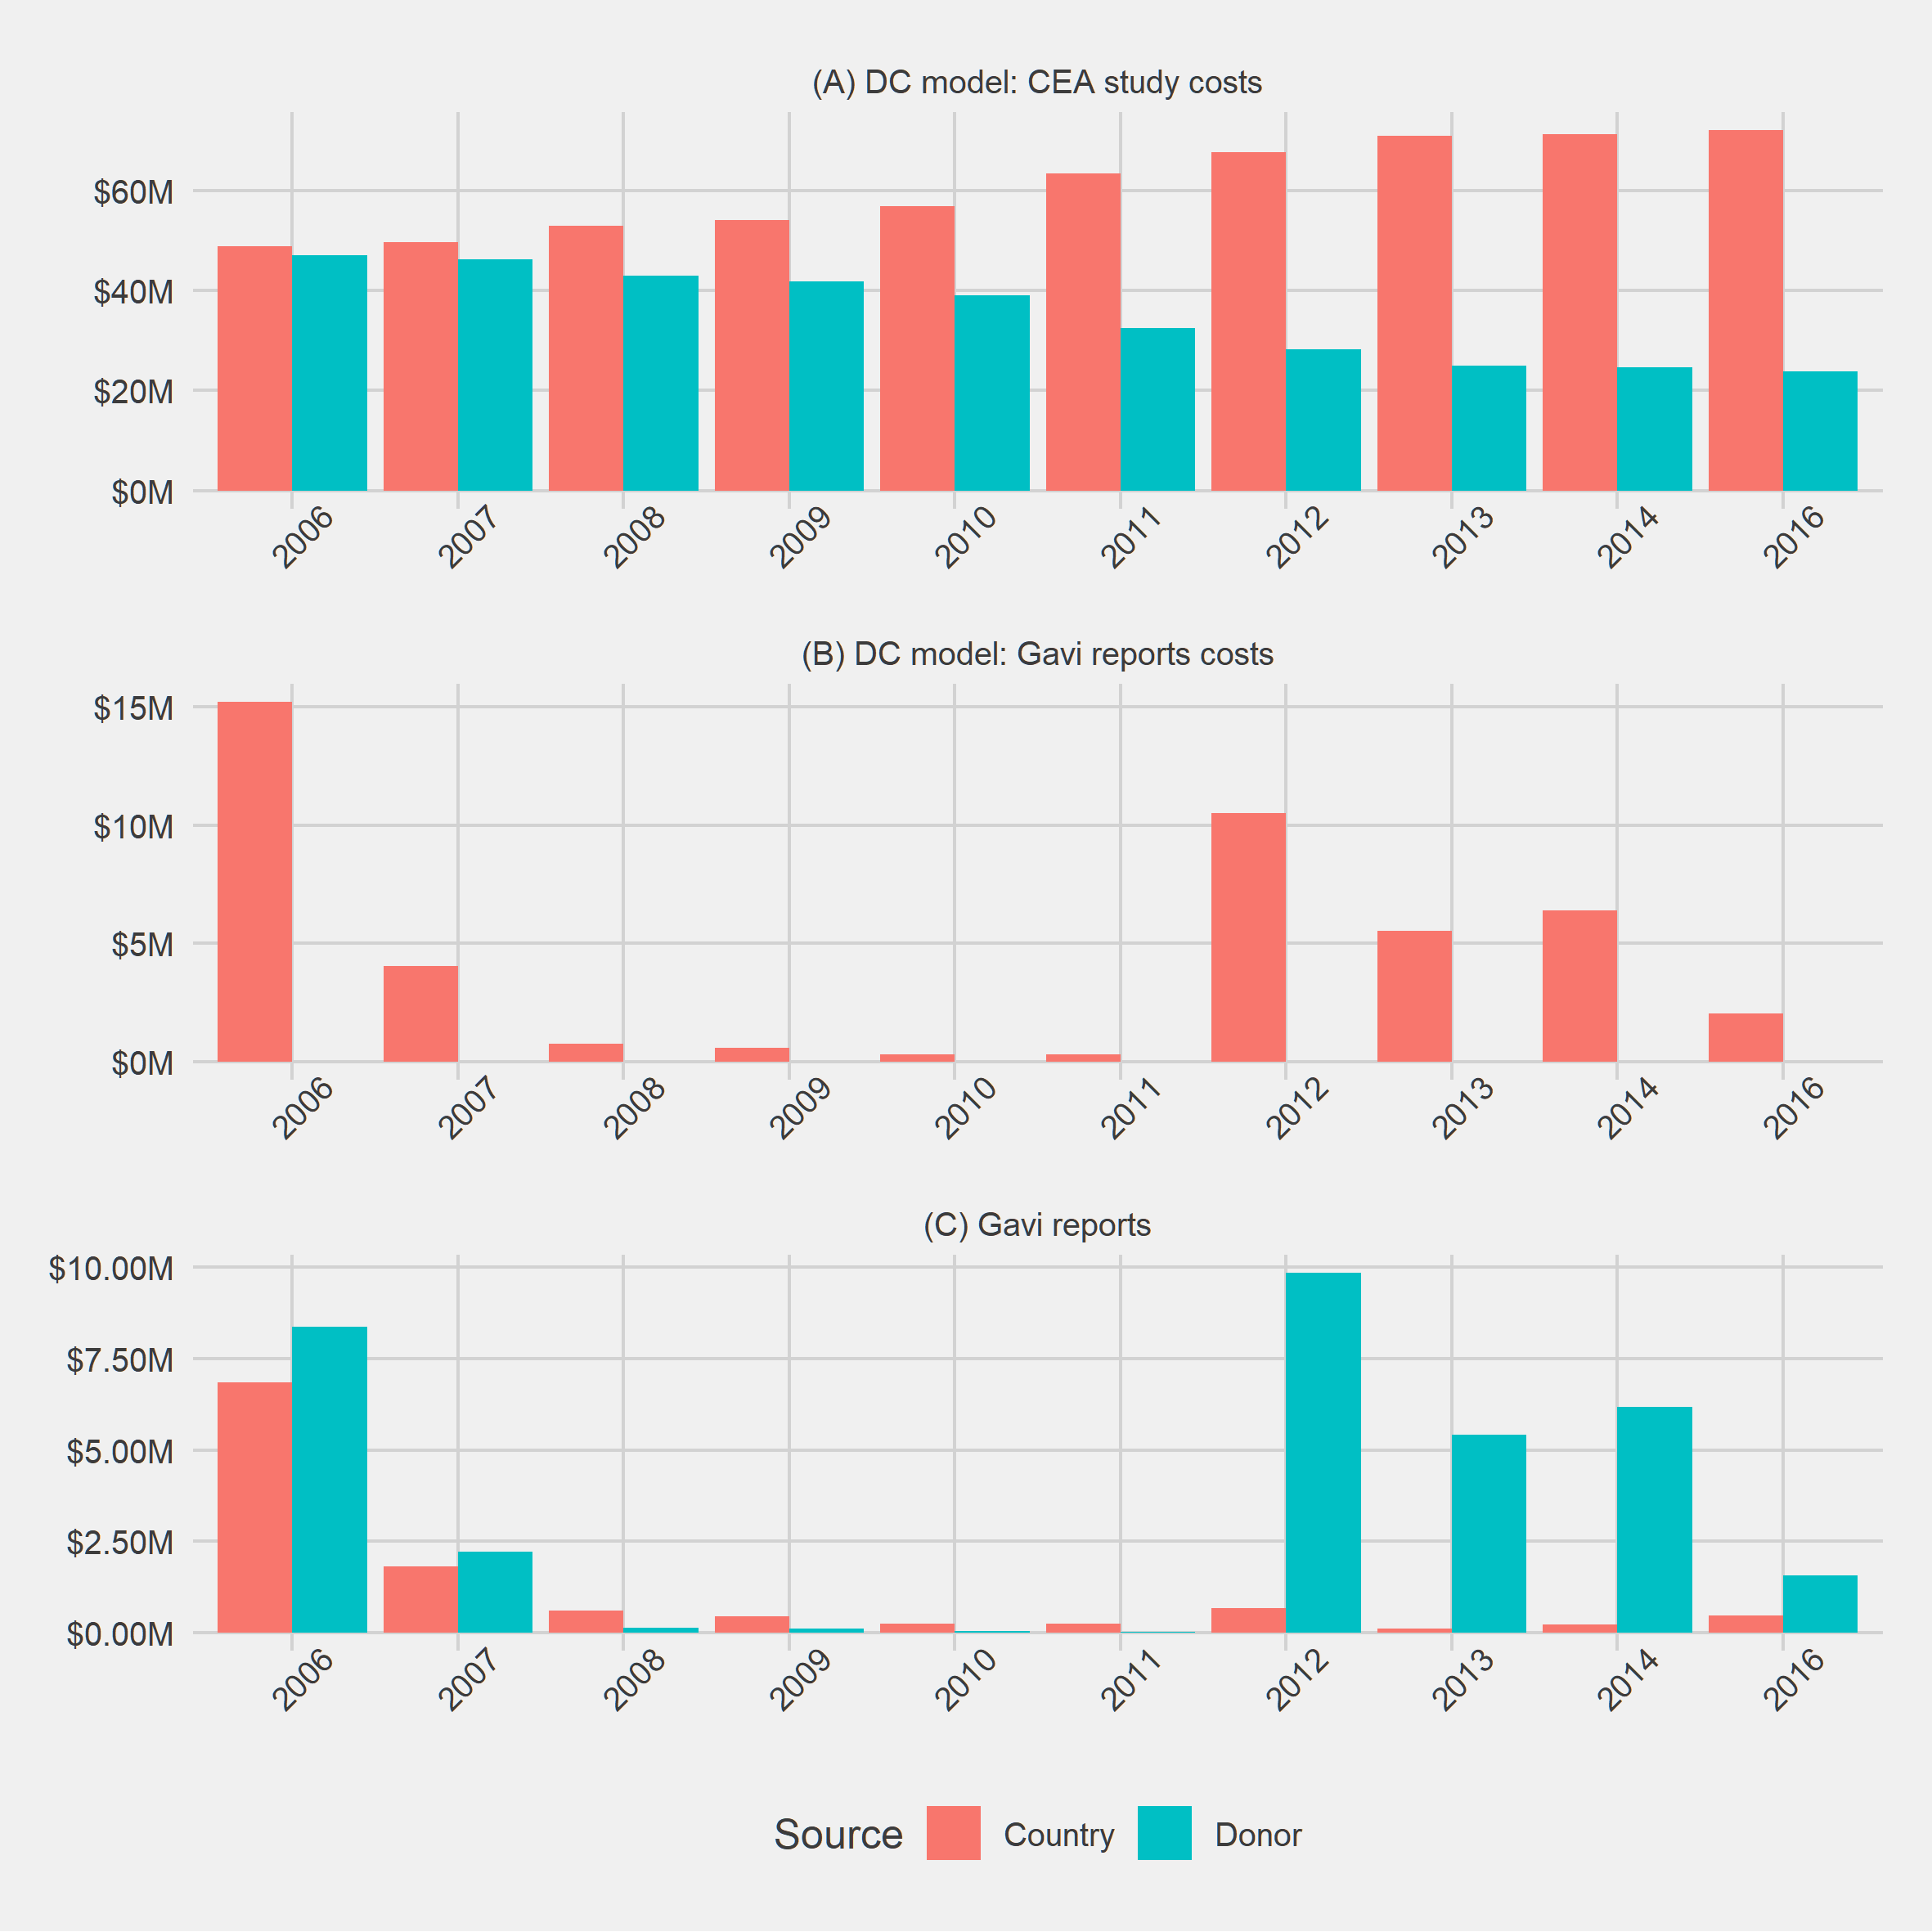 (A) DC model: CEA study costs
$60M
$40M
$20M
$0M
2006 2007 2008 2009 2010 2011 2012 2013 2014 2016
(B) DC model: Gavi reports costs
$15M
$10M
$5M
$0M
2006 2007 2008 2009 2010 2011 2012 2013 2014 2016
(C) Gavi reports
$10.00M
$7.50M
$5.00M
$2.50M
$0.00M
2006 2007 2008 2009 2010 2011 2012 2013 2014 2016
Source Country Donor